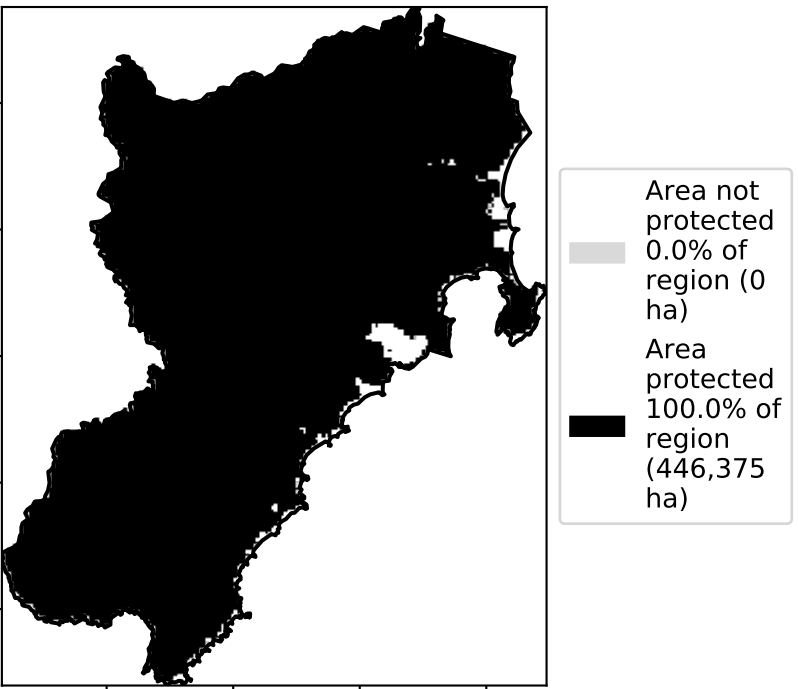 Area not
protected
0.0% of
region (0
ha)
Area
protected
100.0% of
region
(446,375
ha)